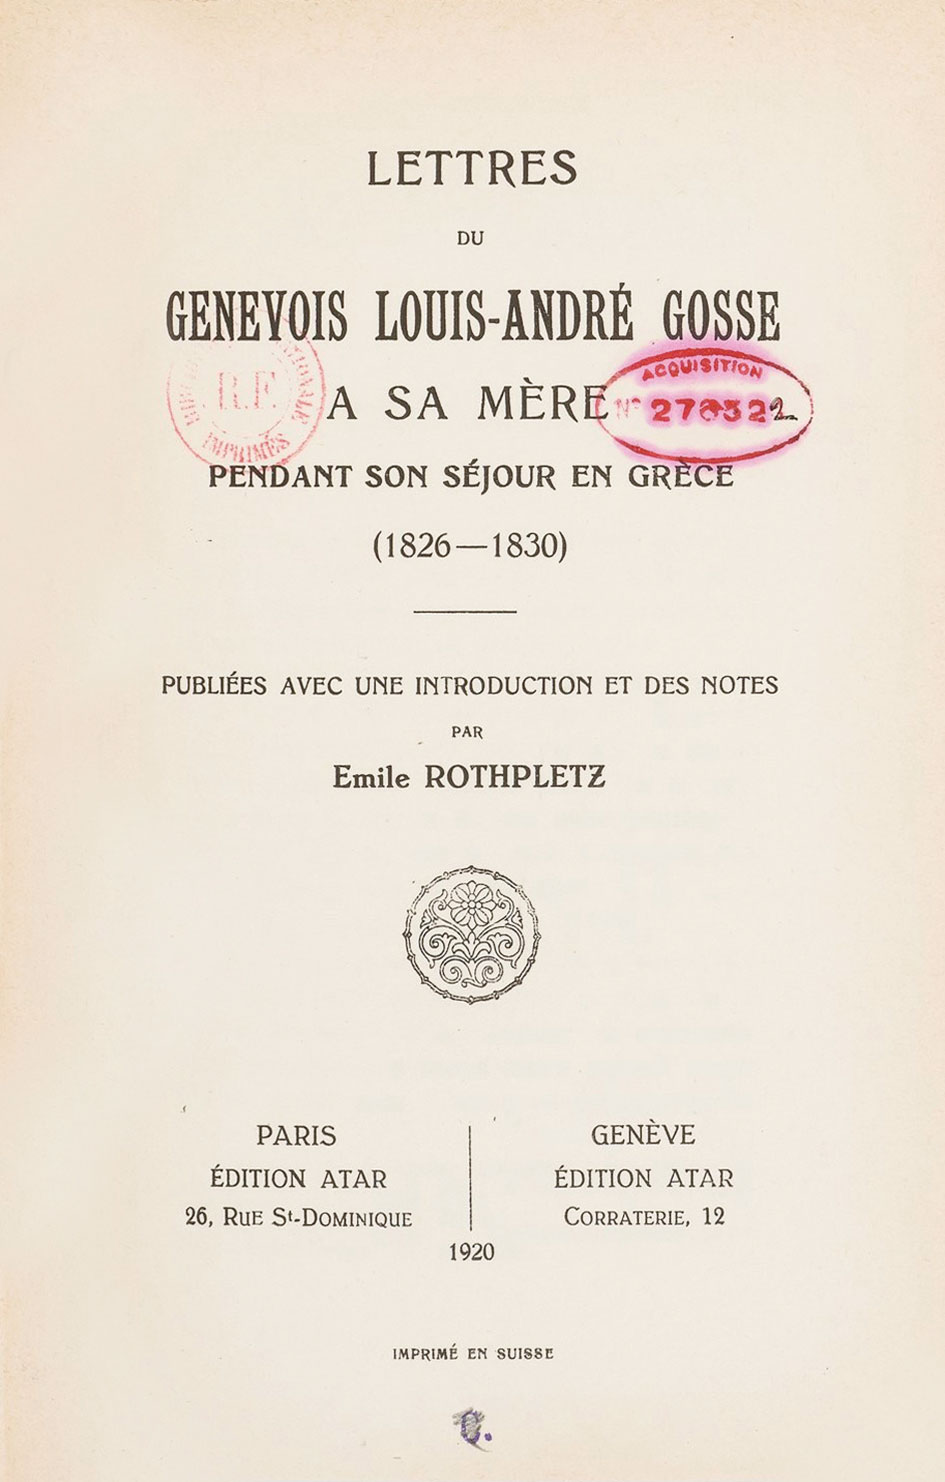 LETTRES
DU
GENEVOIS LOUIS-ANDRÉ GOSSE
A SA MÈRE
R.F.
IMPRIMÉS
ACQUISITION
Nº
PENDANT SON SÉJOUR EN GRÈCE
(1826—1830)
PUBLIÉES AVEC UNE INTRODUCTION ET DES NOTES
PAR
Emile ROTHPLETZ
PARIS
ÉDITION ATAR
26, RUE St-DOMINIQUE
GENÈVE
ÉDITION ATAR
CORRATERIE, 12
1920
IMPRIMÉ EN SUISSE